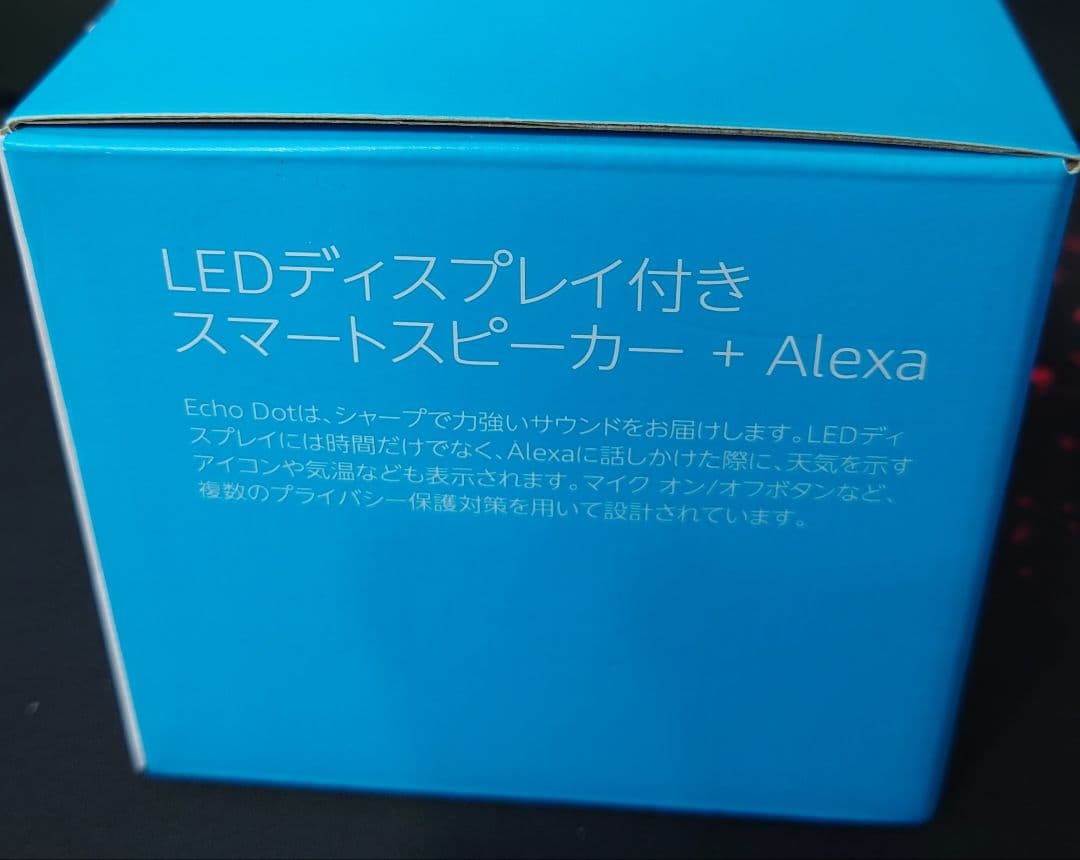 LEDディスプレイ付き
スマートスピーカー + Alexa
Echo Dotは、シャープで力強いサウンドをお届けします。LEDディ
スプレイには時間だけでなく、Alexaに話しかけた際に、天気を示す
アイコンや気温なども表示されます。マイク オン/オフボタンなど、
複数のプライバシー保護対策を用いて設計されています。